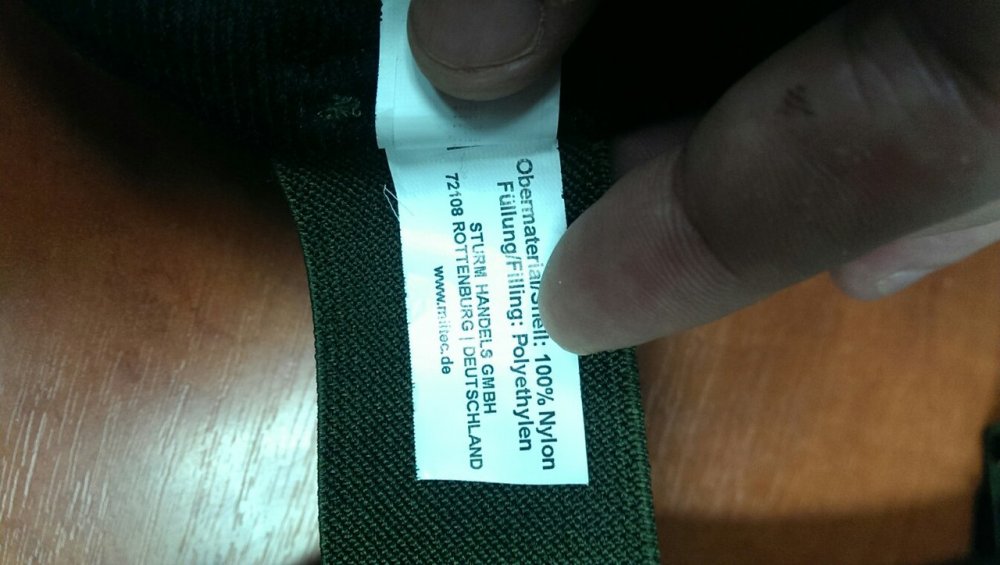 Obermaterial/Shell: 100% Nylon
Füllung/Filling: Polyethylen
STURM HANDELS GMBH
72108 ROTTENBURG | DEUTSCHLAND
www.miltec.de